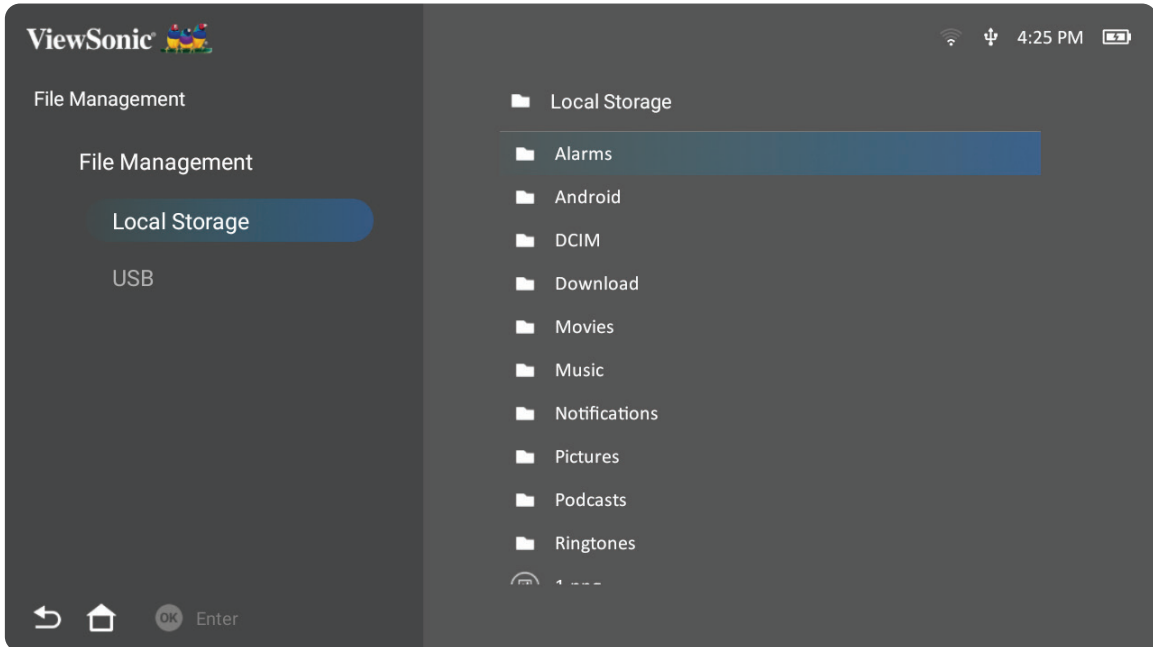 ViewSonic
4:25 PM
File Management
File Management
Local Storage
USB
OK Enter
Local Storage
Alarms
Android
DCIM
Download
Movies
Music
Notifications
Pictures
Podcasts
Ringtones